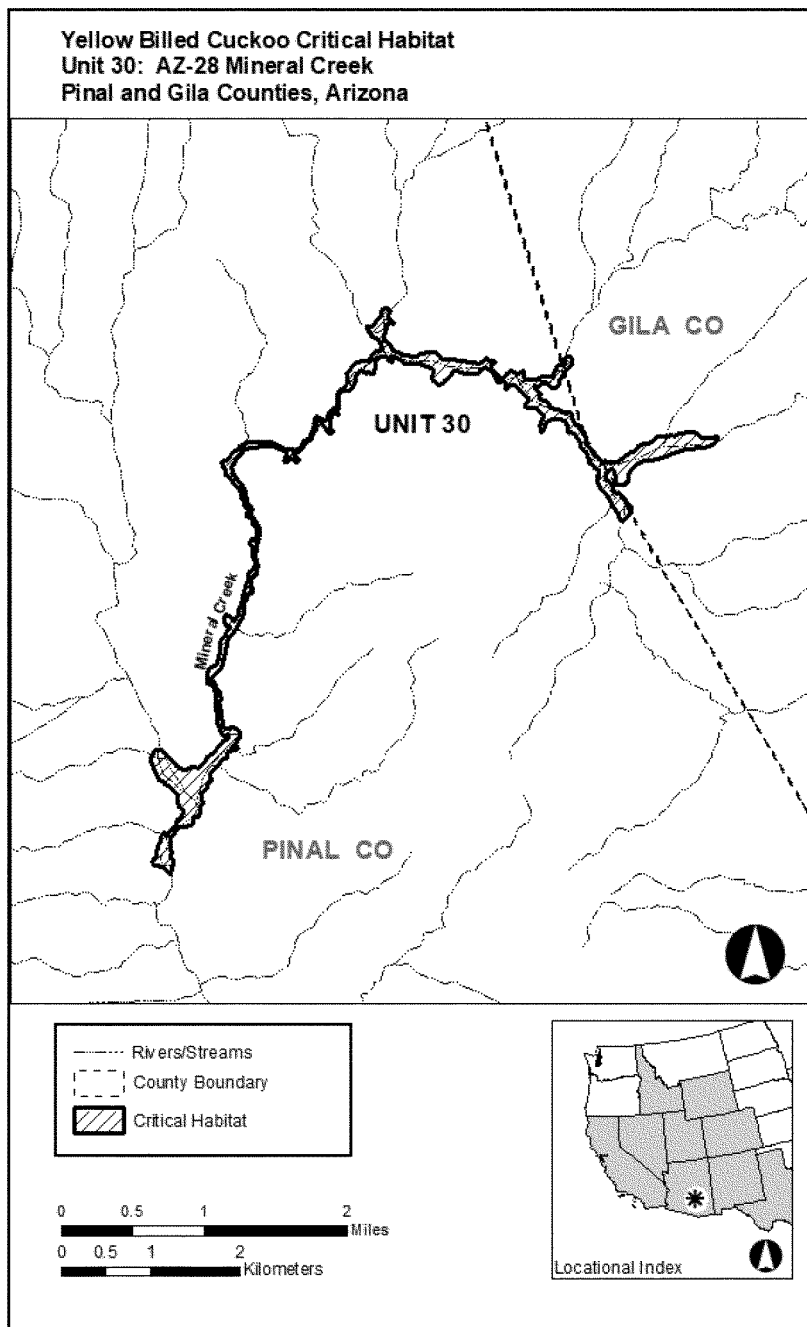 Yellow Billed Cuckoo Critical Habitat
Unit 30: AZ-28 Mineral Creek
Pinal and Gila Counties, Arizona
GILA CO
UNIT 30
Mineral Creek
PINAL CO
Rivers/Streams
County Boundary
Critical Habitat
0 0.5 1 2
Miles
0 0.5 1 2
Kilometers
Locational Index